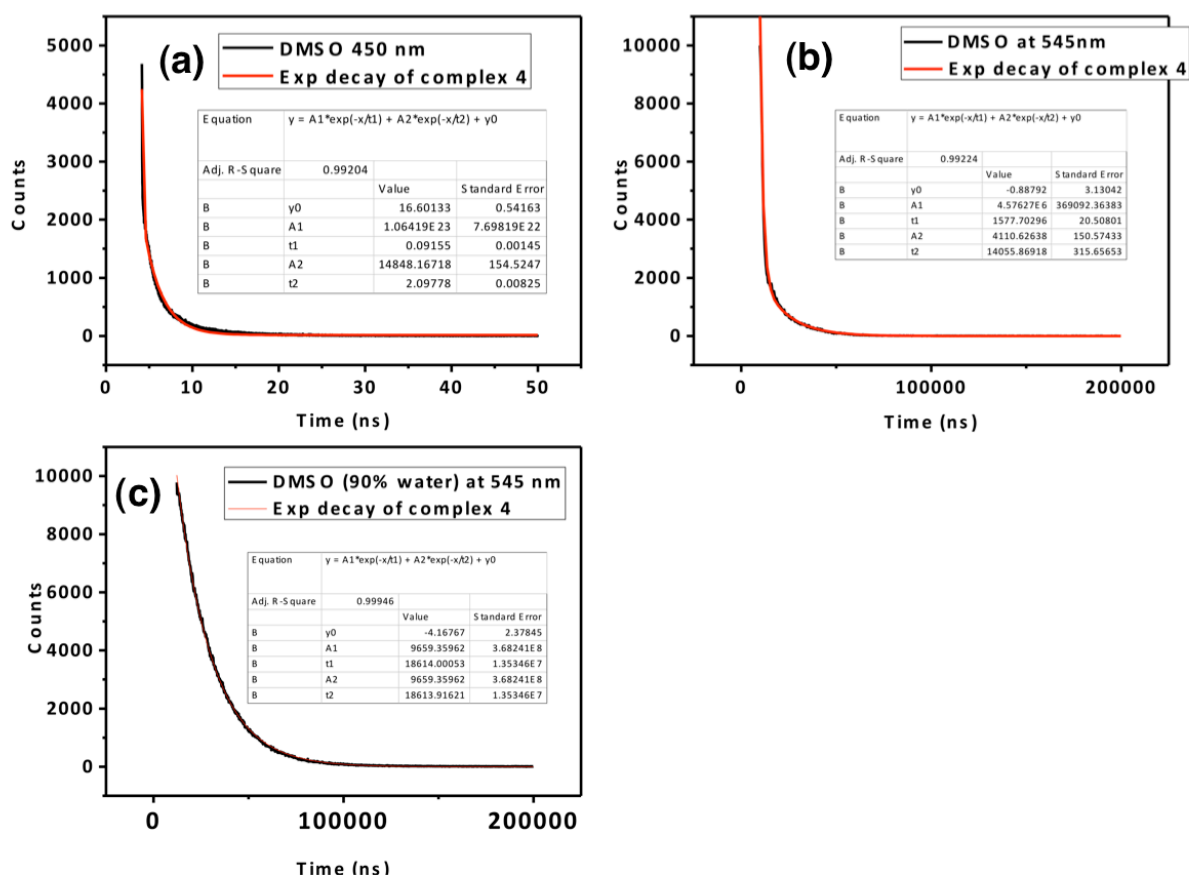 (a)
DMSO 450 nm
Exp decay of complex 4
Equation y = A1*exp(-x/t1) + A2*exp(-x/t2) + y0
Adj. R-Square 0.99204
Value Standard Error
B y0 16.60133 0.54163
B A1 1.06419E23 7.69819E22
B t1 0.09155 0.00145
B A2 14848.16718 154.5247
B t2 2.09778 0.00825
5000
4000
3000
2000
1000
0
Counts
0 10 20 30 40 50
Time (ns)
(b)
DMSO at 545nm
Exp decay of complex 4
Equation y = A1*exp(-x/t1) + A2*exp(-x/t2) + y0
Adj. R-Square 0.99224
Value Standard Error
B y0 -0.88792 3.13042
B A1 4.57627E6 369092.36383
B t1 1577.70296 20.50801
B A2 4110.62638 150.57433
B t2 14055.86918 315.65653
10000
8000
6000
4000
2000
0
Counts
0 100000 200000
Time (ns)
(c)
DMSO (90% water) at 545 nm
Exp decay of complex 4
Equation y = A1*exp(-x/t1) + A2*exp(-x/t2) + y0
Adj. R-Square 0.99946
Value Standard Error
B y0 -4.16767 2.37845
B A1 9659.35962 3.68241E8
B t1 18614.00053 1.35346E7
B A2 9659.35962 3.68241E8
B t2 18613.91621 1.35346E7
10000
8000
6000
4000
2000
0
Counts
0 100000 200000
Time (ns)